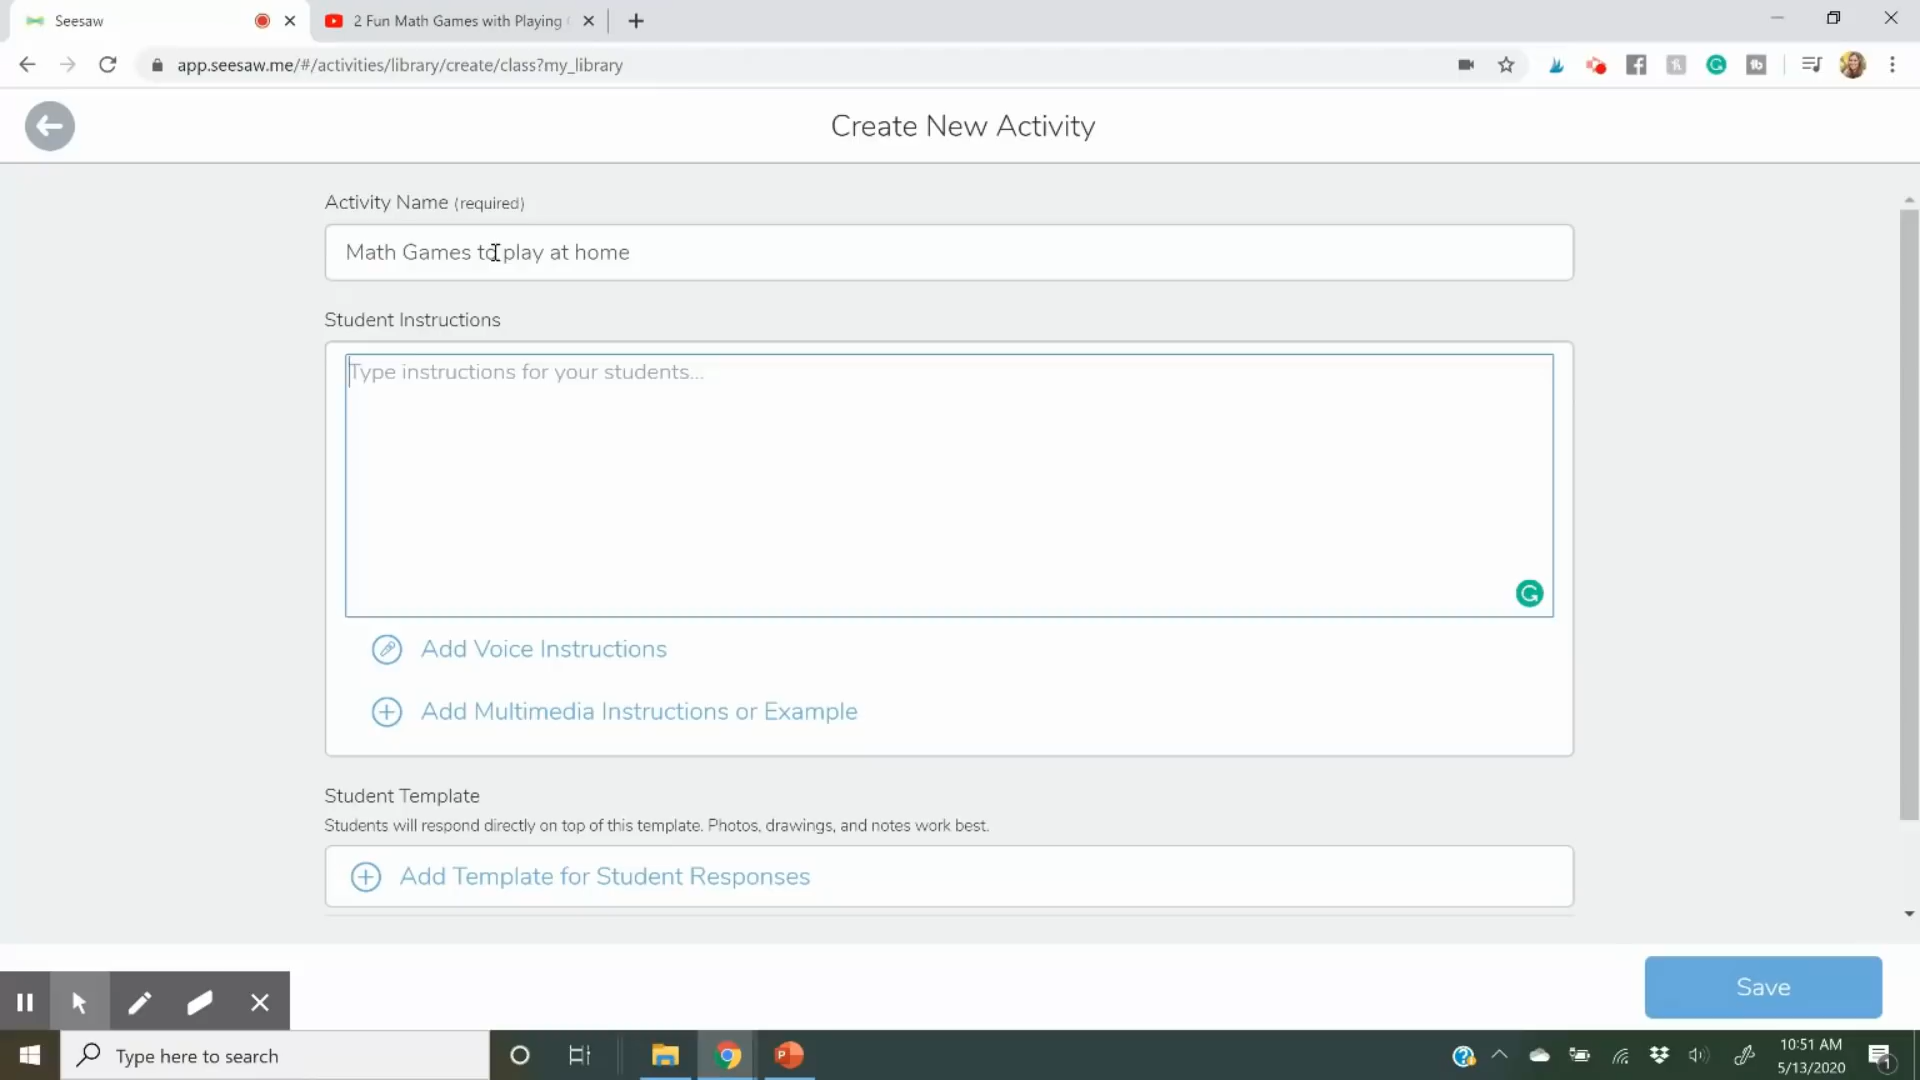 Seesaw
2 Fun Math Games with Playing
app.seesaw.me/#/activities/library/create/class?my_library
Create New Activity
Activity Name (required)
Math Games to play at home
Student Instructions
Type instructions for your students...
Add Voice Instructions
Add Multimedia Instructions or Example
Student Template
Students will respond directly on top of this template. Photos, drawings, and notes work best.
Add Template for Student Responses
Save
Type here to search
10:51 AM
5/13/2020
1